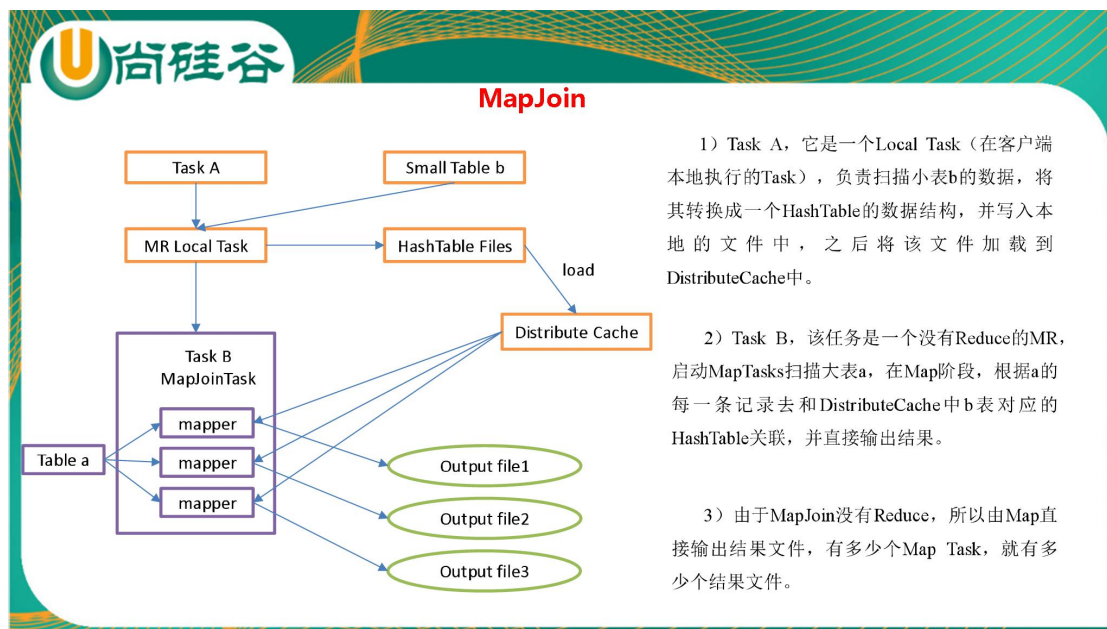 尚硅谷
MapJoin
Task A
Small Table b
MR Local Task
HashTable Files
load
Distribute Cache
Task B
MapJoinTask
mapper
mapper
mapper
Table a
Output file1
Output file2
Output file3
1）Task A，它是一个Local Task（在客户端
本地执行的Task），负责扫描小表b的数据，将
其转换成一个HashTable的数据结构，并写入本
地的文件中，之后将该文件加载到
DistributeCache中。
2）Task B，该任务是一个没有Reduce的MR，
启动MapTasks扫描大表a，在Map阶段，根据a的
每一条记录去和DistributeCache中b表对应的
HashTable关联，并直接输出结果。
3）由于MapJoin没有Reduce，所以由Map直
接输出结果文件，有多少个Map Task，就有多
少个结果文件。